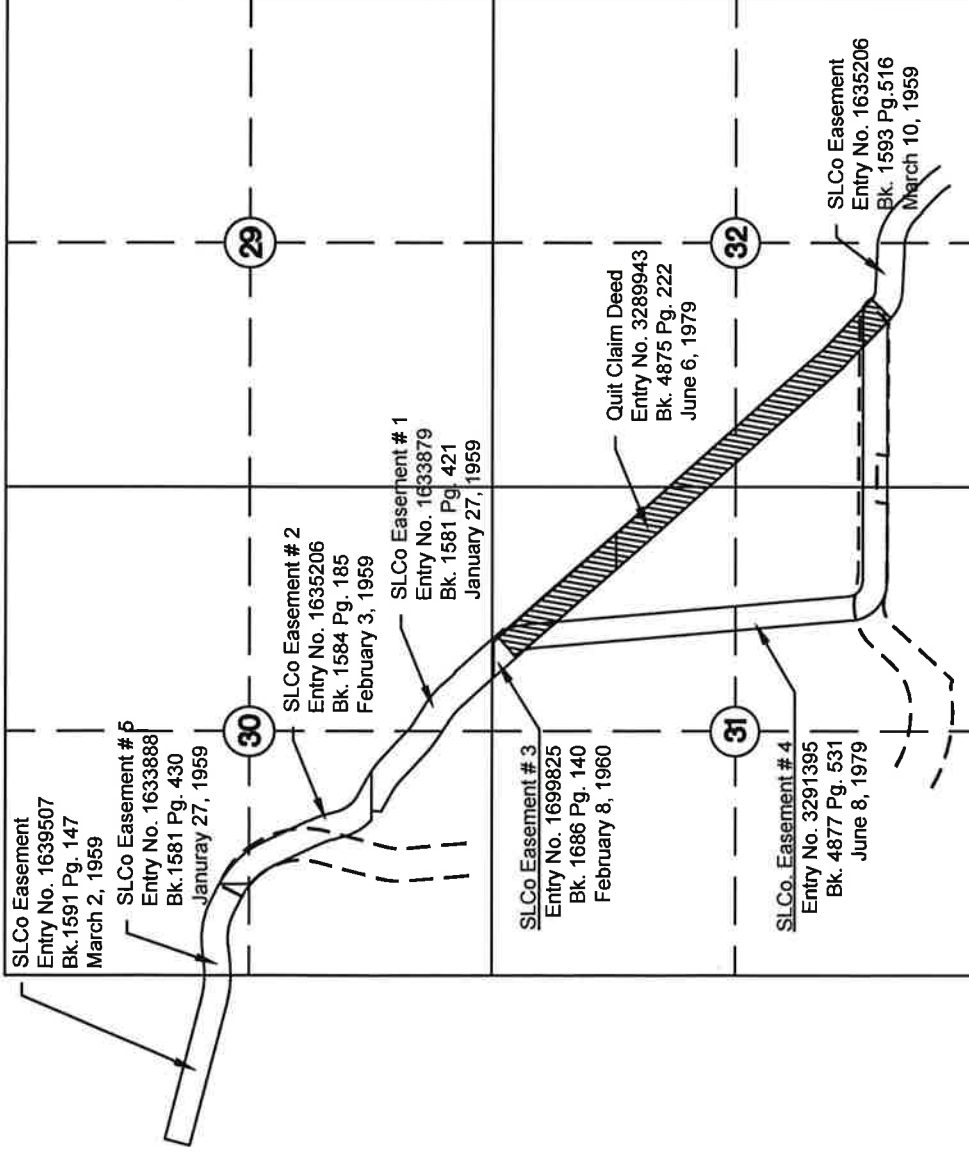 SLCo Easement
Entry No. 1639507
Bk.1591 Pg. 147
March 2, 1959
SLCo Easement # 5
Entry No. 1633888
Bk.1581 Pg. 430
Januray 27, 1959
30
29
SLCo Easement # 2
Entry No. 1635206
Bk. 1584 Pg. 185
February 3, 1959
SLCo Easement # 1
Entry No. 1633879
Bk. 1581 Pg. 421
January 27, 1959
SLCo Easement # 3
Entry No. 1699825
Bk. 1686 Pg. 140
February 8, 1960
Quit Claim Deed
Entry No. 3289943
Bk. 4875 Pg. 222
June 6, 1979
31
32
SLCo. Easement # 4
Entry No. 3291395
Bk. 4877 Pg. 531
June 8, 1979
SLCo Easement
Entry No. 1635206
Bk. 1593 Pg.516
March 10, 1959